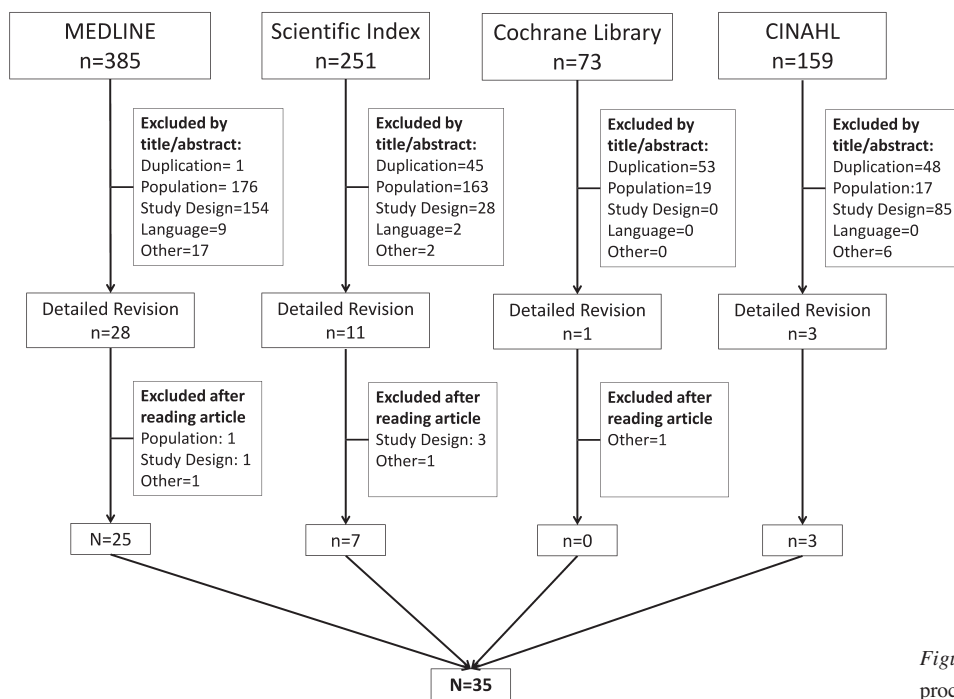 MEDLINE
n=385
Scientific Index
n=251
Cochrane Library
n=73
CINAHL
n=159
Excluded by
title/abstract:
Duplication= 1
Population= 176
Study Design=154
Language=9
Other=17
Excluded by
title/abstract:
Duplication=45
Population=163
Study Design=28
Language=2
Other=2
Excluded by
title/abstract:
Duplication=53
Population=19
Study Design=0
Language=0
Other=0
Excluded by
title/abstract:
Duplication=48
Population:17
Study Design=85
Language=0
Other=6
Detailed Revision
n=28
Detailed Revision
n=11
Detailed Revision
n=1
Detailed Revision
n=3
Excluded after
reading article
Population: 1
Study Design: 1
Other=1
Excluded after
reading article
Study Design: 3
Other=1
Excluded after
reading article
Other=1
N=25
n=7
n=0
n=3
N=35
Figu
proc